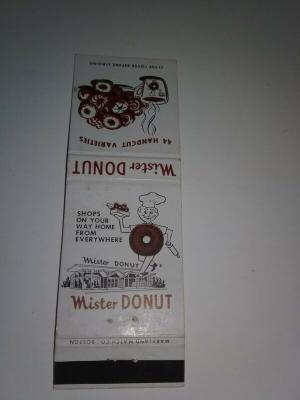 CLOSE COVER BEFORE STRIKING
44 HANDCUT VARIETIES
Mister DONUT
SHOPS
ON YOUR
WAY HOME
FROM
EVERYWHERE
Mister DONUT
Mister DONUT
MARYLAND MATCH CO. BOSTON